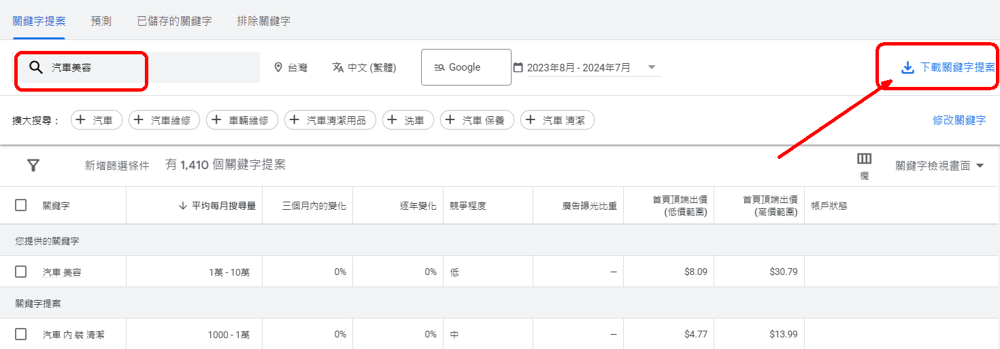 關鍵字提案 預測 已儲存的關鍵字 排除關鍵字
汽車美容 台灣 中文 (繁體) Google 2023年8月 - 2024年7月 下載關鍵字提案
擴大搜尋： 汽車 汽車維修 車輛維修 汽車清潔用品 洗車 汽車 保養 汽車 清潔 修改關鍵字
新增篩選條件 有 1,410 個關鍵字提案 欄 關鍵字檢視畫面
關鍵字 平均每月搜尋量 三個月內的變化 逐年變化 競爭程度 廣告曝光比重 首頁頂端出價 (低價範圍) 首頁頂端出價 (高價範圍) 帳戶狀態
您提供的關鍵字
汽車 美容 1萬 - 10萬 0% 0% 低 — $8.09 $30.79
關鍵字提案
汽車 內 裝 清潔 1000 - 1萬 0% 0% 中 — $4.77 $13.99